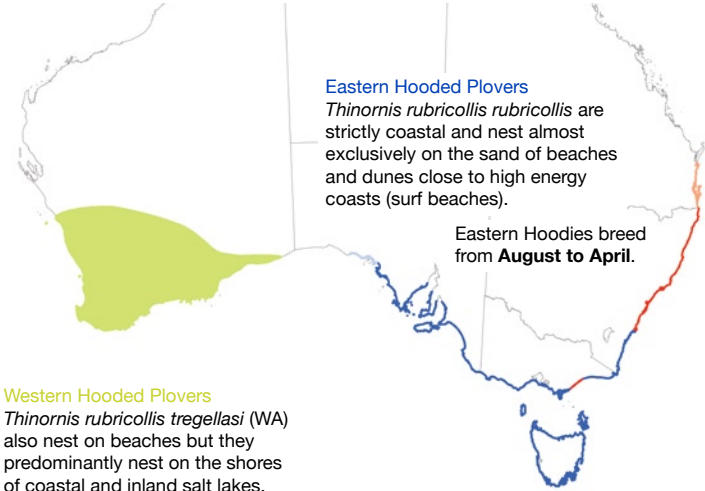 Eastern Hooded Plovers
Thinornis rubricollis rubricollis are
strictly coastal and nest almost
exclusively on the sand of beaches
and dunes close to high energy
coasts (surf beaches).
Eastern Hoodies breed
from August to April.
Western Hooded Plovers
Thinornis rubricollis tregellasi (WA)
also nest on beaches but they
predominantly nest on the shores
of coastal and inland salt lakes.